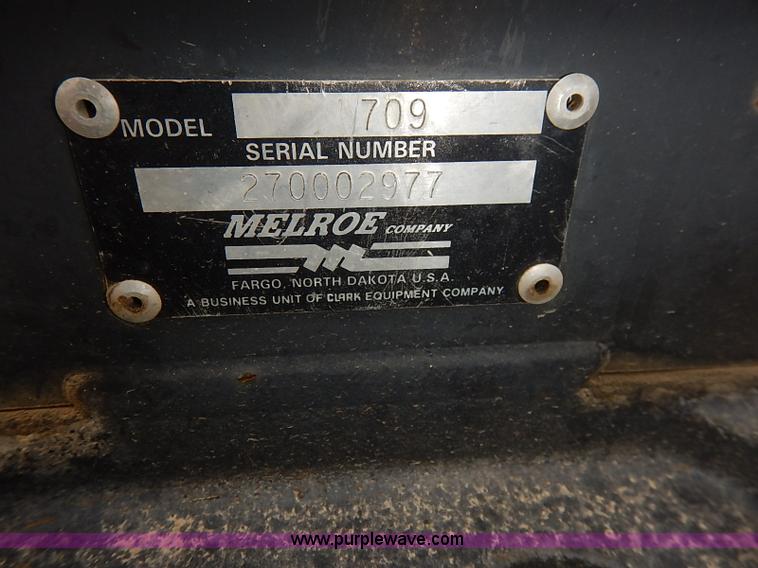 MODEL 709
SERIAL NUMBER
270002977
MELROE COMPANY
FARGO, NORTH DAKOTA U.S.A.
A BUSINESS UNIT OF CLARK EQUIPMENT COMPANY
www.purplewave.com